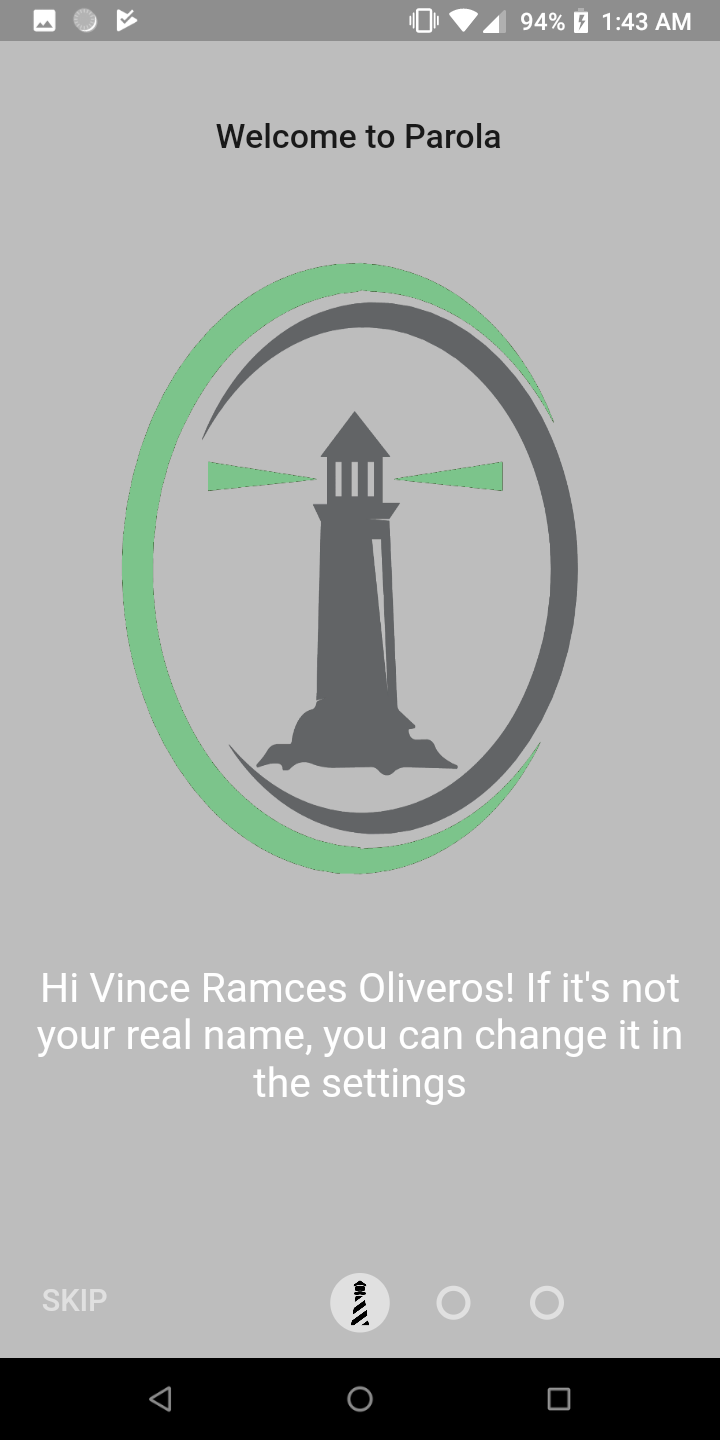 94% 1:43 AM
Welcome to Parola
Hi Vince Ramces Oliveros! If it's not
your real name, you can change it in
the settings
SKIP